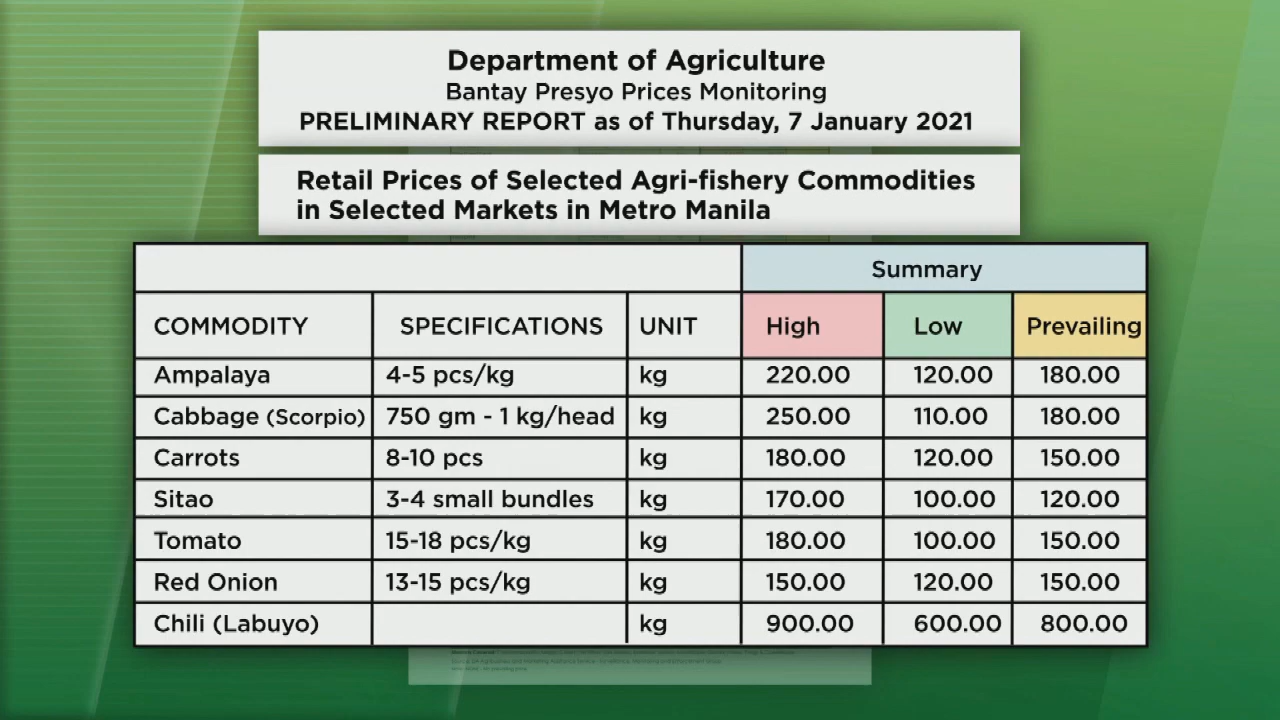 Department of Agriculture
Bantay Presyo Prices Monitoring
PRELIMINARY REPORT as of Thursday, 7 January 2021
Retail Prices of Selected Agri-fishery Commodities
in Selected Markets in Metro Manila
Summary
COMMODITY SPECIFICATIONS UNIT High Low Prevailing
Ampalaya 4-5 pcs/kg kg 220.00 120.00 180.00
Cabbage (Scorpio) 750 gm - 1 kg/head kg 250.00 110.00 180.00
Carrots 8-10 pcs kg 180.00 120.00 150.00
Sitao 3-4 small bundles kg 170.00 100.00 120.00
Tomato 15-18 pcs/kg kg 180.00 100.00 150.00
Red Onion 13-15 pcs/kg kg 150.00 120.00 150.00
Chili (Labuyo) kg 900.00 600.00 800.00